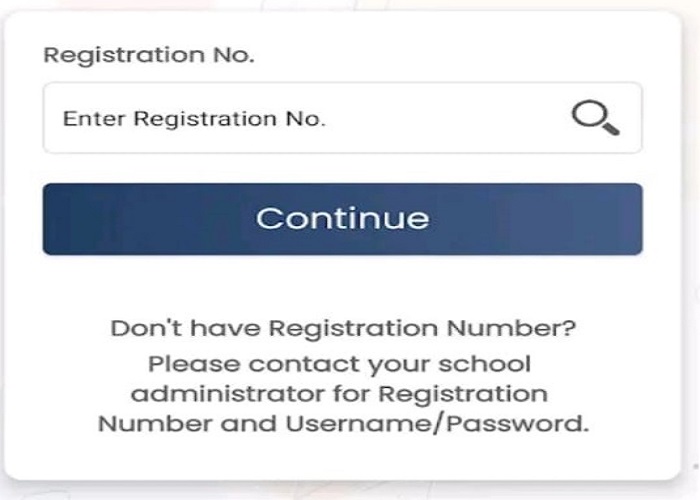 Registration No.
Enter Registration No.
Continue
Don't have Registration Number?
Please contact your school
administrator for Registration
Number and Username/Password.